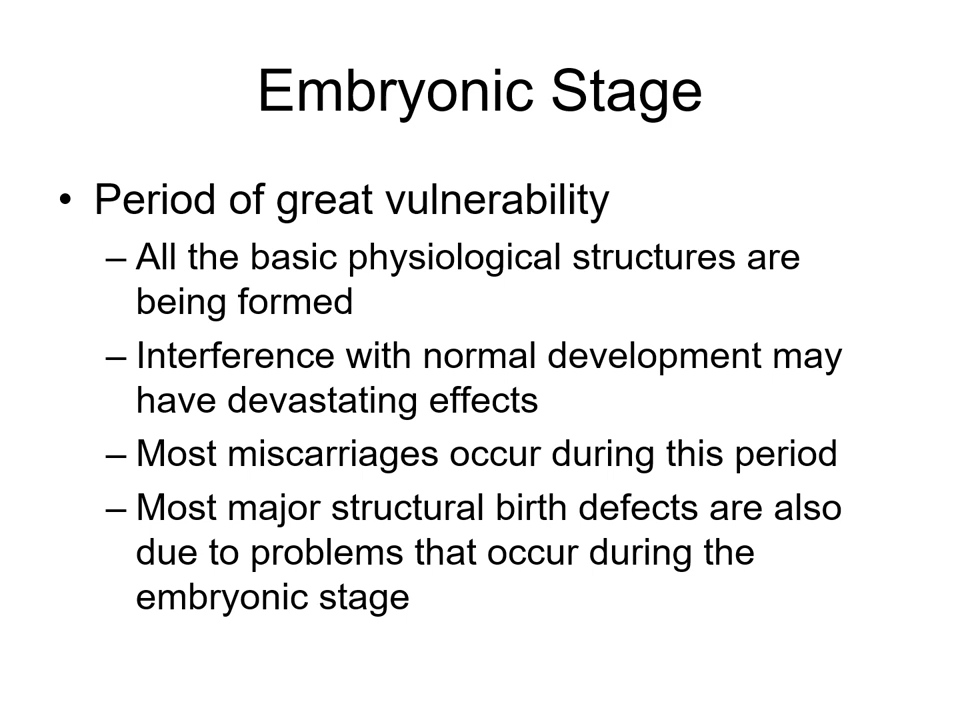 Embryonic Stage
• Period of great vulnerability
– All the basic physiological structures are
being formed
– Interference with normal development may
have devastating effects
– Most miscarriages occur during this period
– Most major structural birth defects are also
due to problems that occur during the
embryonic stage